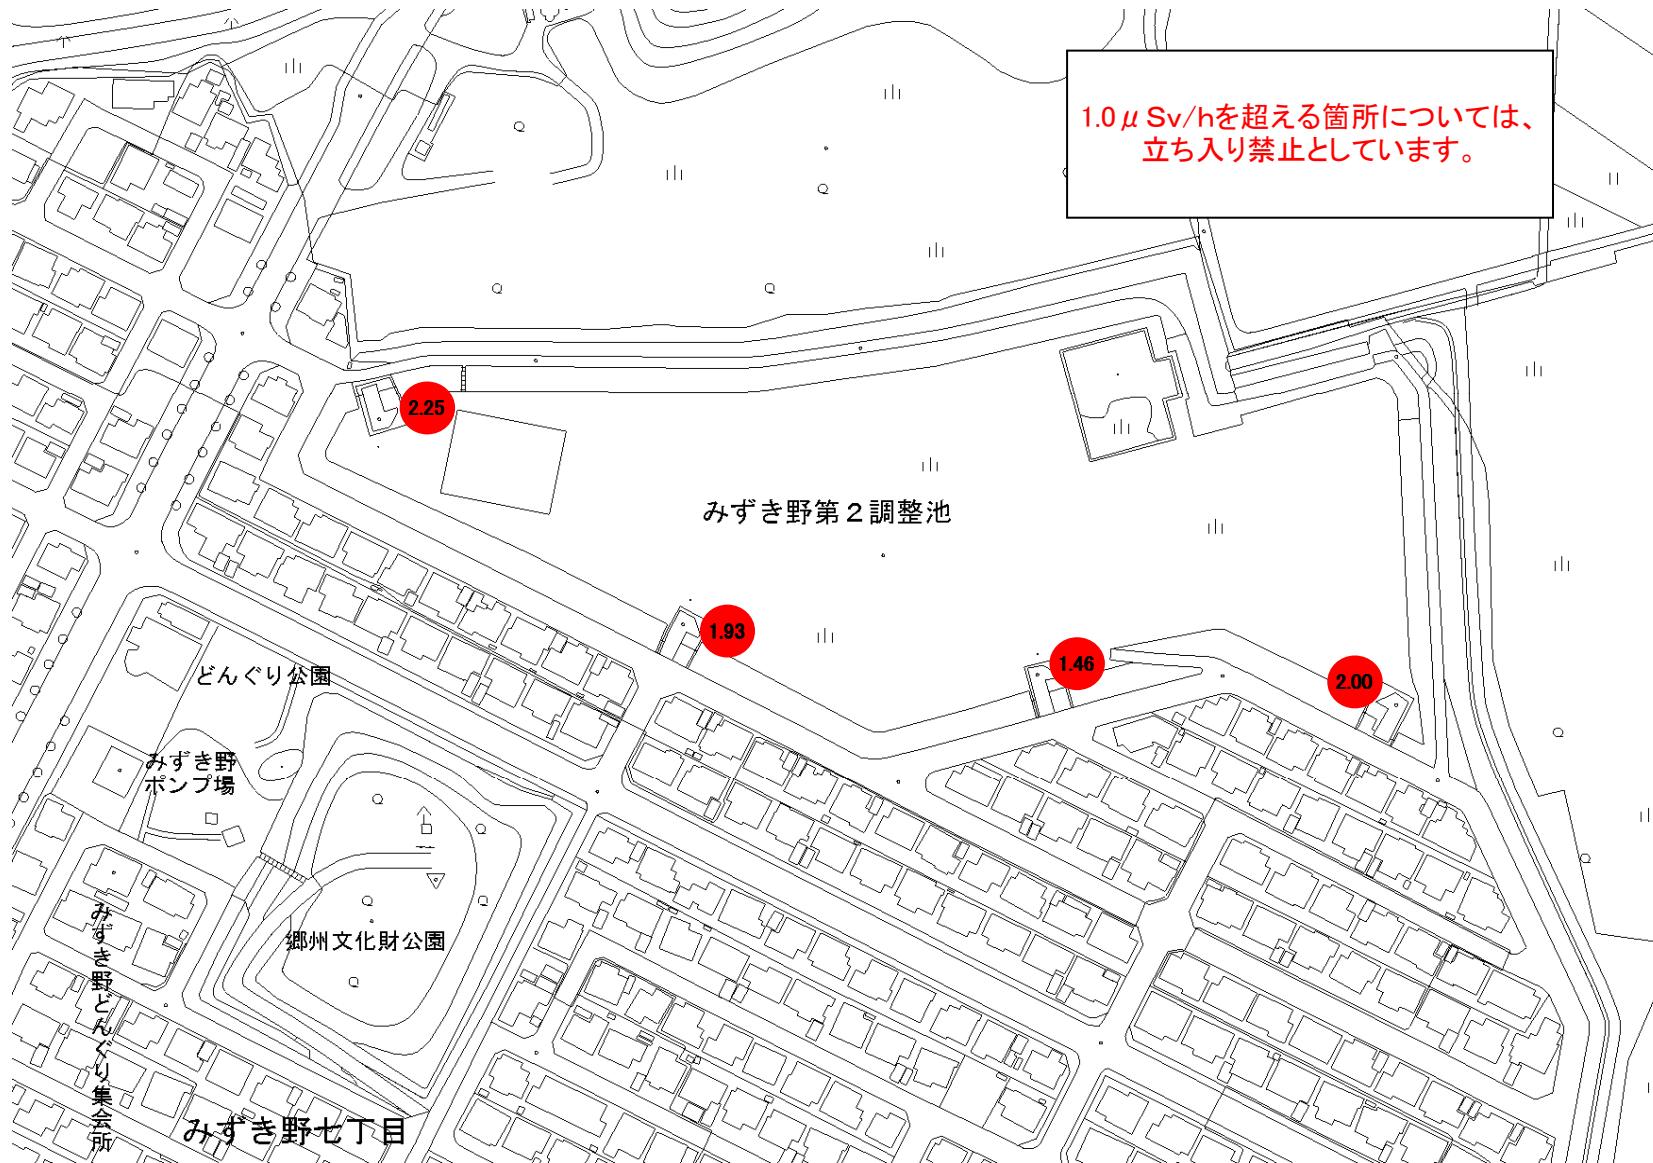 1.0μSv/hを超える箇所については、
立ち入り禁止としています。
2.25
みずき野第2調整池
1.93
1.46
2.00
どんぐり公園
みずき野
ポンプ場
郷州文化財公園
みずき野どんぐり集会所
みずき野七丁目